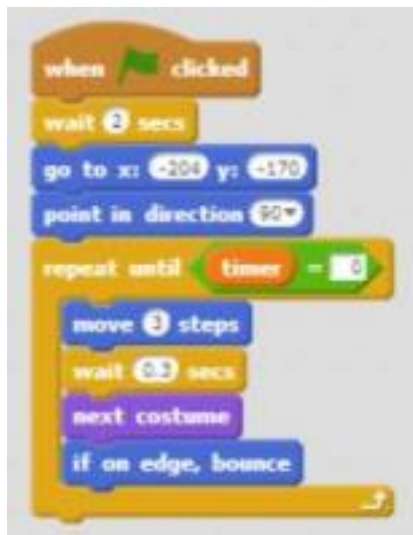 when clicked
wait 2 secs
go to x: -204 y: -170
point in direction 90
repeat until timer = 0
move 3 steps
wait 0.3 secs
next costume
if on edge, bounce